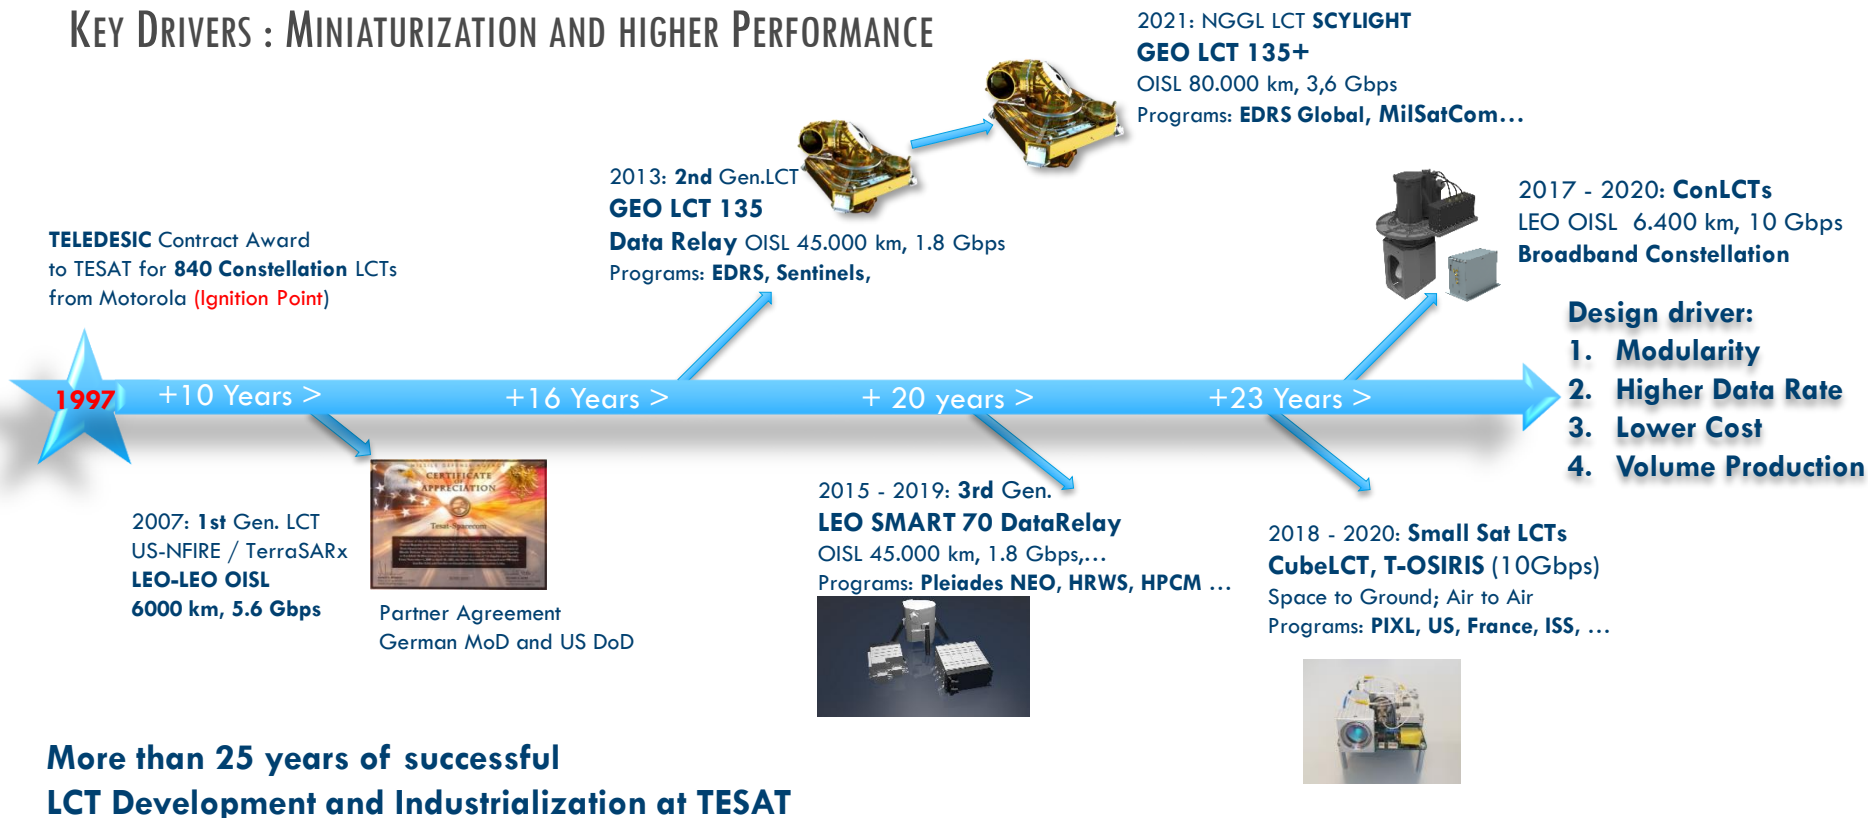 KEY DRIVERS : MINIATURIZATION AND HIGHER PERFORMANCE
2021: NGGL LCT SCYLIGHT
GEO LCT 135+
OISL 80.000 km, 3,6 Gbps
Programs: EDRS Global, MilSatCom...
2013: 2nd Gen.LCT
GEO LCT 135
Data Relay OISL 45.000 km, 1.8 Gbps
Programs: EDRS, Sentinels,
2017 - 2020: ConLCTs
LEO OISL 6.400 km, 10 Gbps
Broadband Constellation
TELEDESIC Contract Award
to TESAT for 840 Constellation LCTs
from Motorola (Ignition Point)
Design driver:
1. Modularity
2. Higher Data Rate
3. Lower Cost
4. Volume Production
1997
+10 Years >
+16 Years >
+ 20 years >
+23 Years >
CERTIFICATE
OF
APPRECIATION
Tesat-Spacecom
2007: 1st Gen. LCT
US-NFIRE / TerraSARx
LEO-LEO OISL
6000 km, 5.6 Gbps
Partner Agreement
German MoD and US DoD
2015 - 2019: 3rd Gen.
LEO SMART 70 DataRelay
OISL 45.000 km, 1.8 Gbps,...
Programs: Pleiades NEO, HRWS, HPCM ...
2018 - 2020: Small Sat LCTs
CubeLCT, T-OSIRIS (10Gbps)
Space to Ground; Air to Air
Programs: PIXL, US, France, ISS, ...
More than 25 years of successful
LCT Development and Industrialization at TESAT